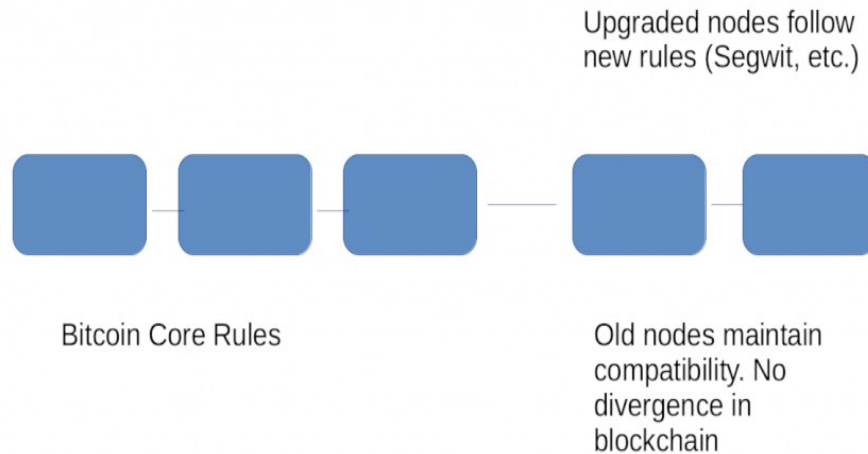 Upgraded nodes follow
new rules (Segwit, etc.)
Bitcoin Core Rules
Old nodes maintain
compatibility. No
divergence in
blockchain